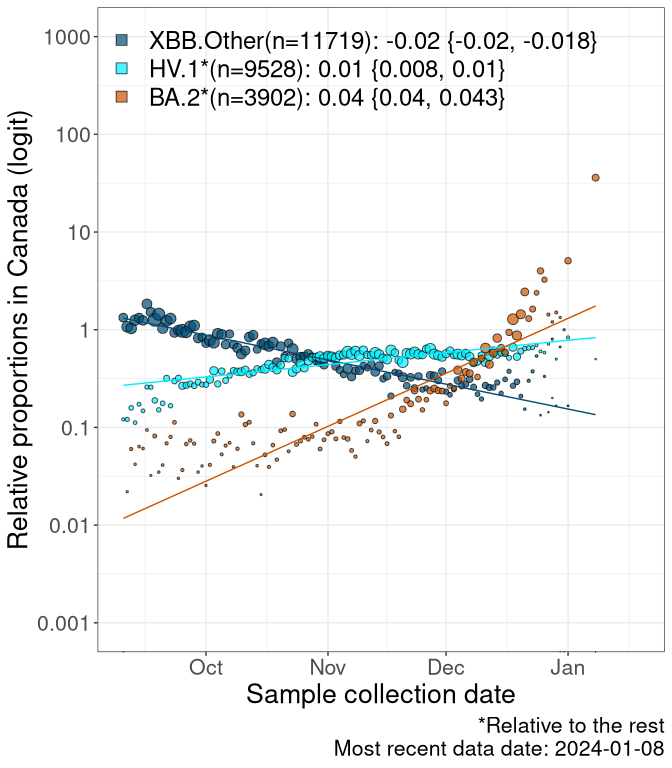 1000
100
10
1
0.1
0.01
0.001
Relative proportions in Canada (logit)
XBB.Other(n=11719): -0.02 {-0.02, -0.018}
HV.1*(n=9528): 0.01 {0.008, 0.01}
BA.2*(n=3902): 0.04 {0.04, 0.043}
Oct Nov Dec Jan
Sample collection date
*Relative to the rest
Most recent data date: 2024-01-08